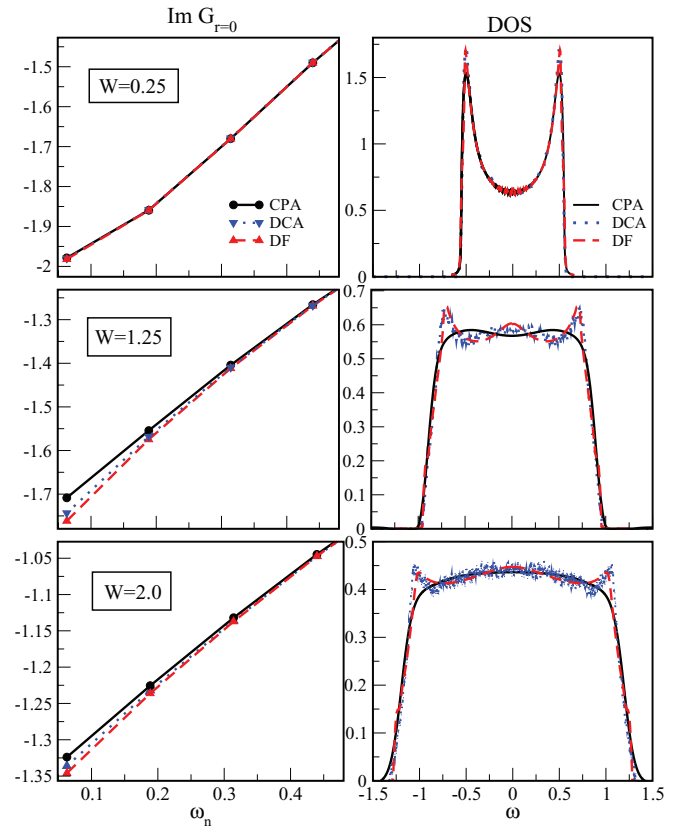 Im G_{r=0}
DOS
-1.5
-1.6
-1.7
-1.8
-1.9
-2
W=0.25
CPA
DCA
DF
1.5
1
0.5
0
CPA
DCA
DF
-1.3
-1.4
-1.5
-1.6
-1.7
W=1.25
0.7
0.6
0.5
0.4
0.3
0.2
0.1
0
-1.05
-1.1
-1.15
-1.2
-1.25
-1.3
-1.35
W=2.0
0.5
0.4
0.3
0.2
0.1
0
0.1 0.2 0.3 0.4
-1.5 -1 -0.5 0 0.5 1 1.5
ω_n
ω